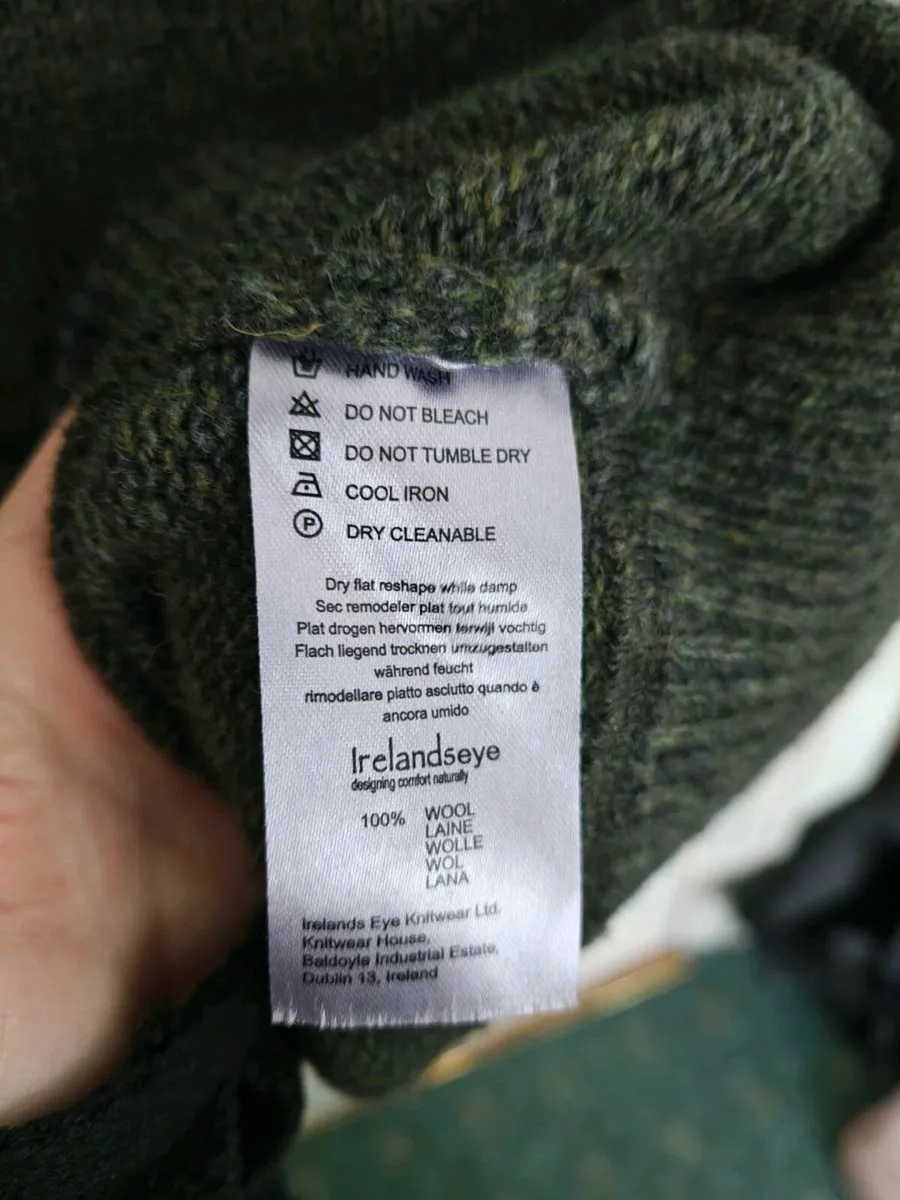 HAND WASH
DO NOT BLEACH
DO NOT TUMBLE DRY
COOL IRON
P DRY CLEANABLE
Dry flat reshape while damp
Sec remodeler plat tout humide
Plat drogen hervormen terwijl vochtig
Flach liegend trocknen umzugestalten
während feucht
rimodellare piatto asciutto quando è
ancora umido
Irelandseye
designing comfort naturally
100% WOOL
LAINE
WOLLE
WOL
LANA
Irelands Eye Knitwear Ltd.
Knitwear House,
Baldoyle Industrial Estate,
Dublin 13, Ireland